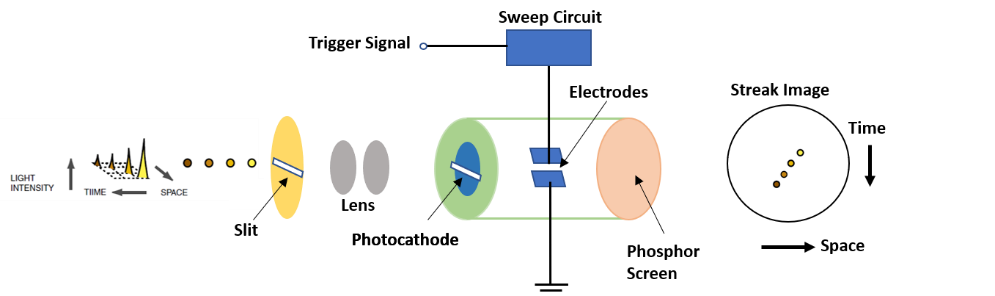 Sweep Circuit
Trigger Signal
Electrodes
Streak Image
Time
LIGHT
INTENSITY
TIIME
SPACE
Slit
Lens
Photocathode
Phosphor
Screen
Space